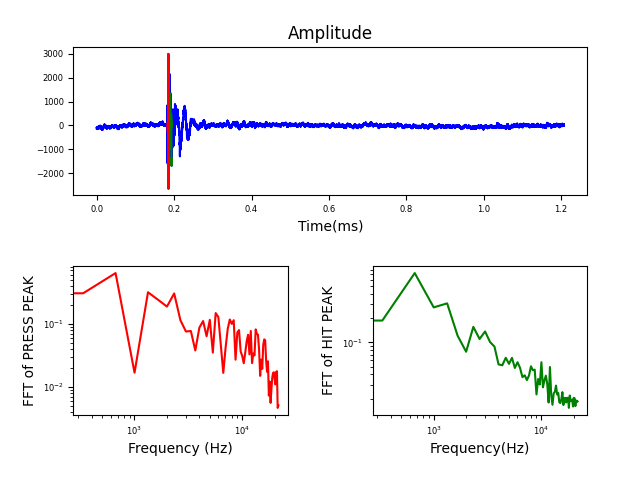 Amplitude
3000
2000
1000
0
−1000
−2000
0.0 0.2 0.4 0.6 0.8 1.0 1.2
Time(ms)
FFT of PRESS PEAK
10⁻¹
10⁻²
10³ 10⁴
Frequency (Hz)
FFT of HIT PEAK
10⁻¹
10³ 10⁴
Frequency(Hz)